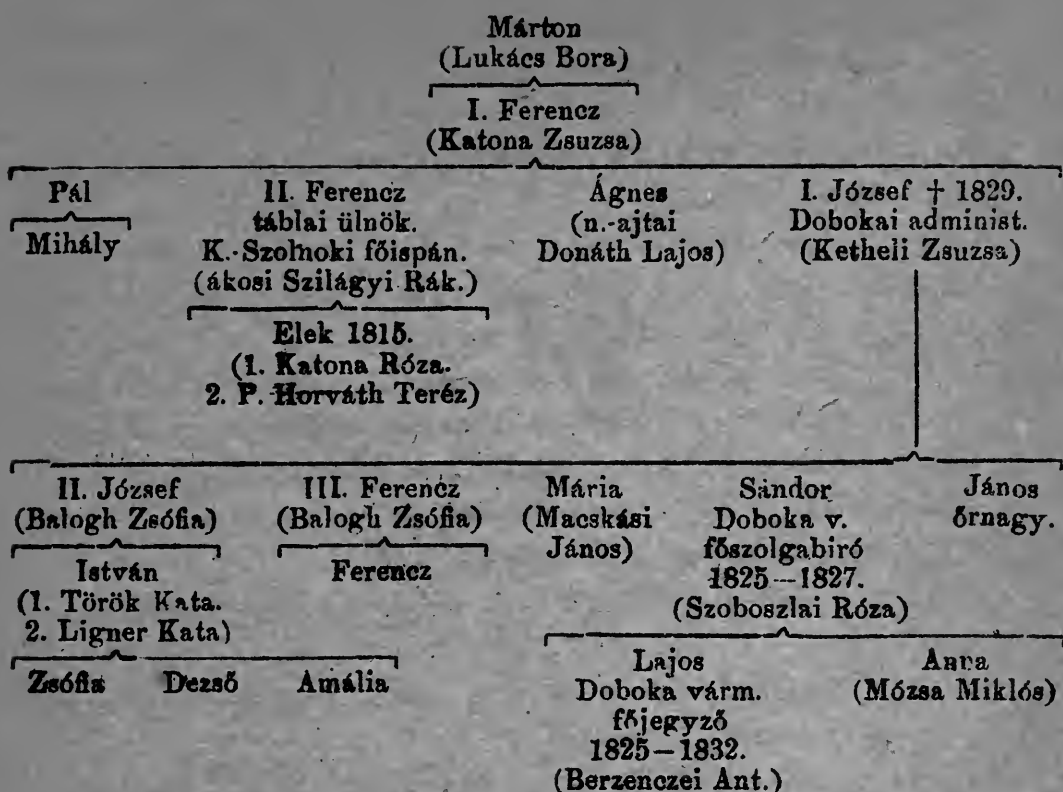 Márton
(Lukács Bora)
I. Ferencz
(Katona Zsuzsa)
Pál
Mihály
II. Ferencz
táblai ülnök.
K.-Szolnoki főispán.
(ákosi Szilágyi Rák.)
Elek 1815.
(1. Katona Róza.
2. P. Horváth Teréz)
Ágnes
(n.-ajtai
Donáth Lajos)
I. József † 1829.
Dobokai administ.
(Ketheli Zsuzsa)
II. József
(Balogh Zsófia)
István
(1. Török Kata.
2. Ligner Kata)
Zsófia Dezső Amália
III. Ferencz
(Balogh Zsófia)
Ferencz
Mária
(Macskási
János)
Sándor
Doboka v.
főszolgabiró
1825—1827.
(Szoboszlai Róza)
János
őrnagy.
Lajos
Doboka várm.
főjegyző
1825—1832.
(Berzenczei Ant.)
Anna
(Mózsa Miklós)